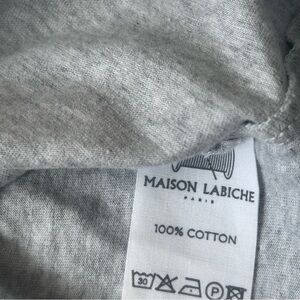 MAISON LABICHE
PARIS
100% COTTON
30
P